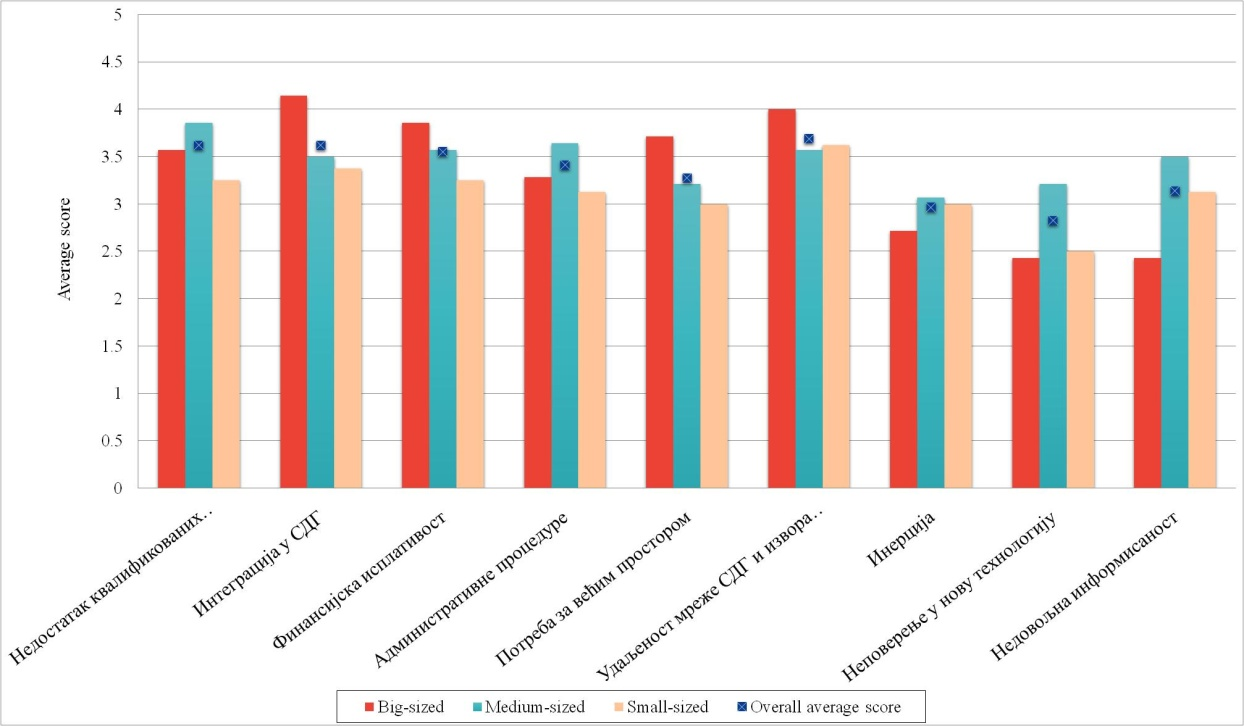 5
4.5
4
3.5
3
2.5
2
1.5
1
0.5
0
Average score
Недостатак квалификованих..
Интеграција у СДГ
Финансијска исплативост
Административне процедуре
Потреба за већим простором
Удаљеност мреже СДГ и извора..
Инерција
Неповерење у нову технологију
Недовољна информисаност
Big-sized Medium-sized Small-sized Overall average score